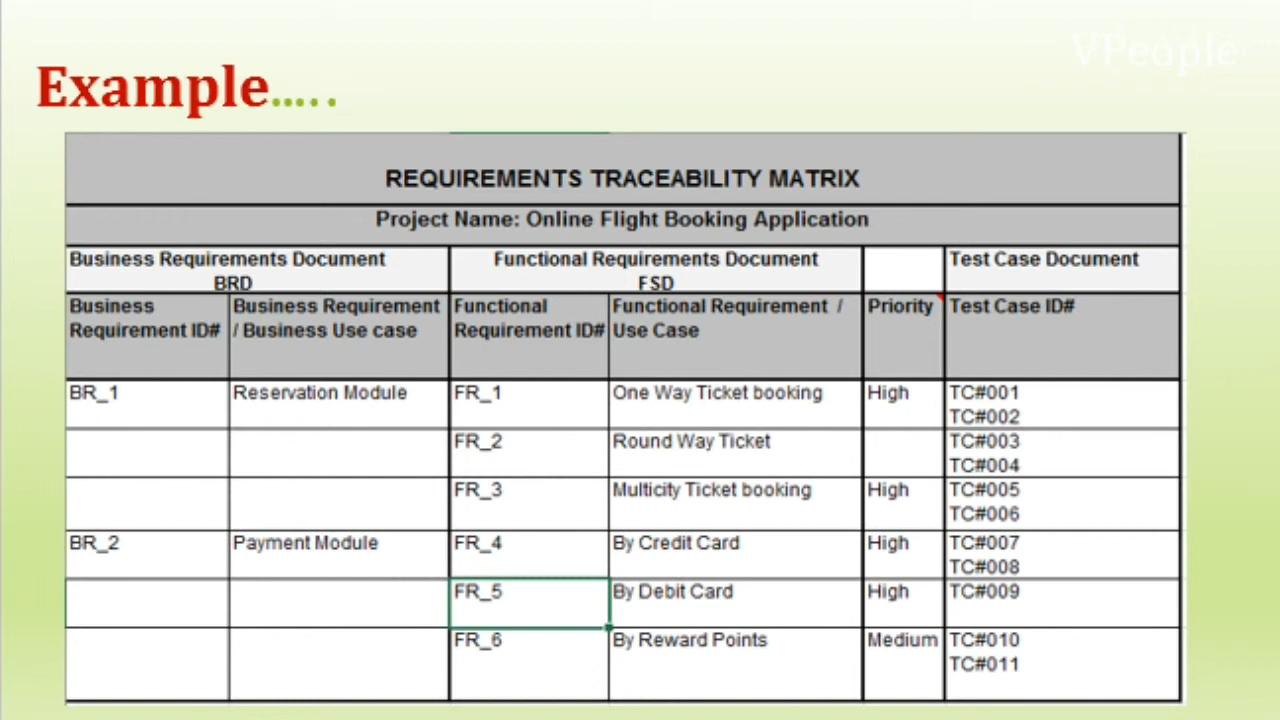 VPeople
Example.....
REQUIREMENTS TRACEABILITY MATRIX
Project Name: Online Flight Booking Application
Business Requirements Document BRD
Functional Requirements Document FSD
Test Case Document
Business Requirement ID#
Business Requirement / Business Use case
Functional Requirement ID#
Functional Requirement / Use Case
Priority
Test Case ID#
BR_1 Reservation Module FR_1 One Way Ticket booking High TC#001
TC#002
FR_2 Round Way Ticket TC#003
TC#004
FR_3 Multicity Ticket booking High TC#005
TC#006
BR_2 Payment Module FR_4 By Credit Card High TC#007
TC#008
FR_5 By Debit Card High TC#009
FR_6 By Reward Points Medium TC#010
TC#011